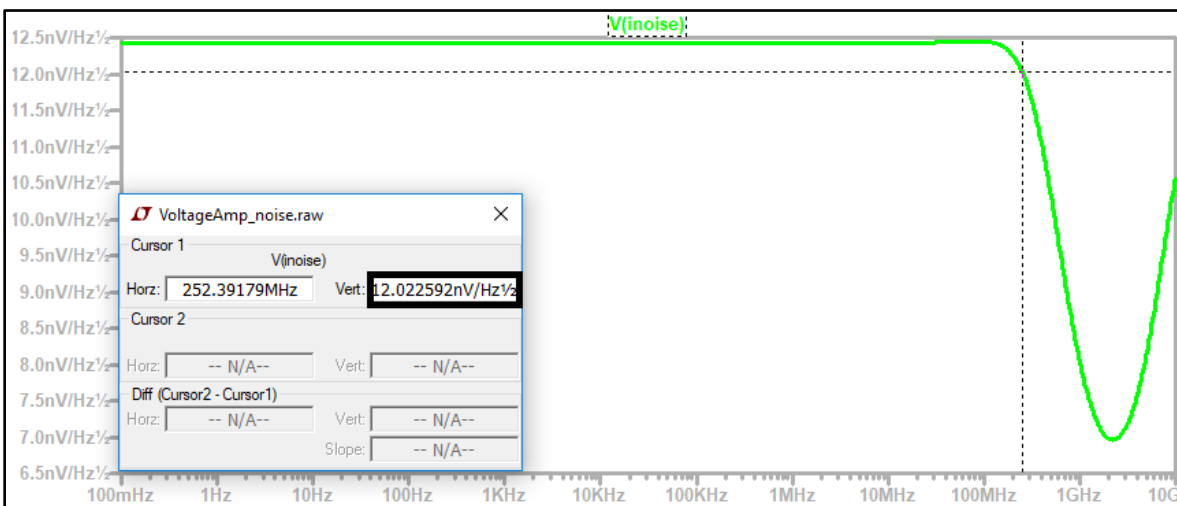 V(inoise)
12.5nV/Hz½
12.0nV/Hz½
11.5nV/Hz½
11.0nV/Hz½
10.5nV/Hz½
10.0nV/Hz½
9.5nV/Hz½
9.0nV/Hz½
8.5nV/Hz½
8.0nV/Hz½
7.5nV/Hz½
7.0nV/Hz½
6.5nV/Hz½
VoltageAmp_noise.raw
Cursor 1
V(inoise)
Horz: 252.39179MHz Vert: 12.022592nV/Hz½
Cursor 2
Horz: -- N/A-- Vert: -- N/A--
Diff (Cursor2 - Cursor1)
Horz: -- N/A-- Vert: -- N/A--
Slope: -- N/A--
100mHz 1Hz 10Hz 100Hz 1KHz 10KHz 100KHz 1MHz 10MHz 100MHz 1GHz 10G